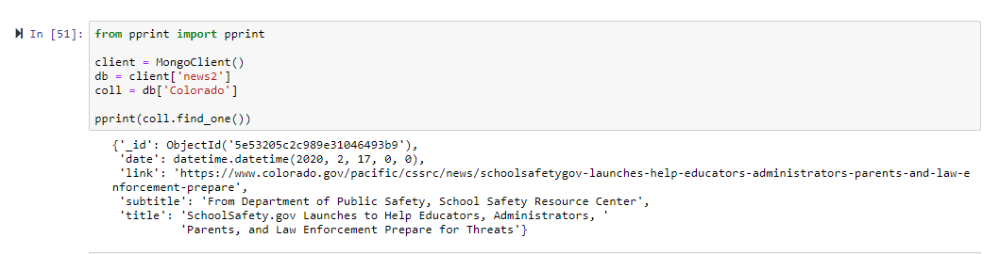 In [51]:
from pprint import pprint
client = MongoClient()
db = client['news2']
coll = db['Colorado']
pprint(coll.find_one())
{'_id': ObjectId('5e53205c2c989e31046493b9'),
'date': datetime.datetime(2020, 2, 17, 0, 0),
'link': 'https://www.colorado.gov/pacific/cssrc/news/schoolsafetygov-launches-help-educators-administrators-parents-and-law-e
nforcement-prepare',
'subtitle': 'From Department of Public Safety, School Safety Resource Center',
'title': 'SchoolSafety.gov Launches to Help Educators, Administrators, '
'Parents, and Law Enforcement Prepare for Threats'}